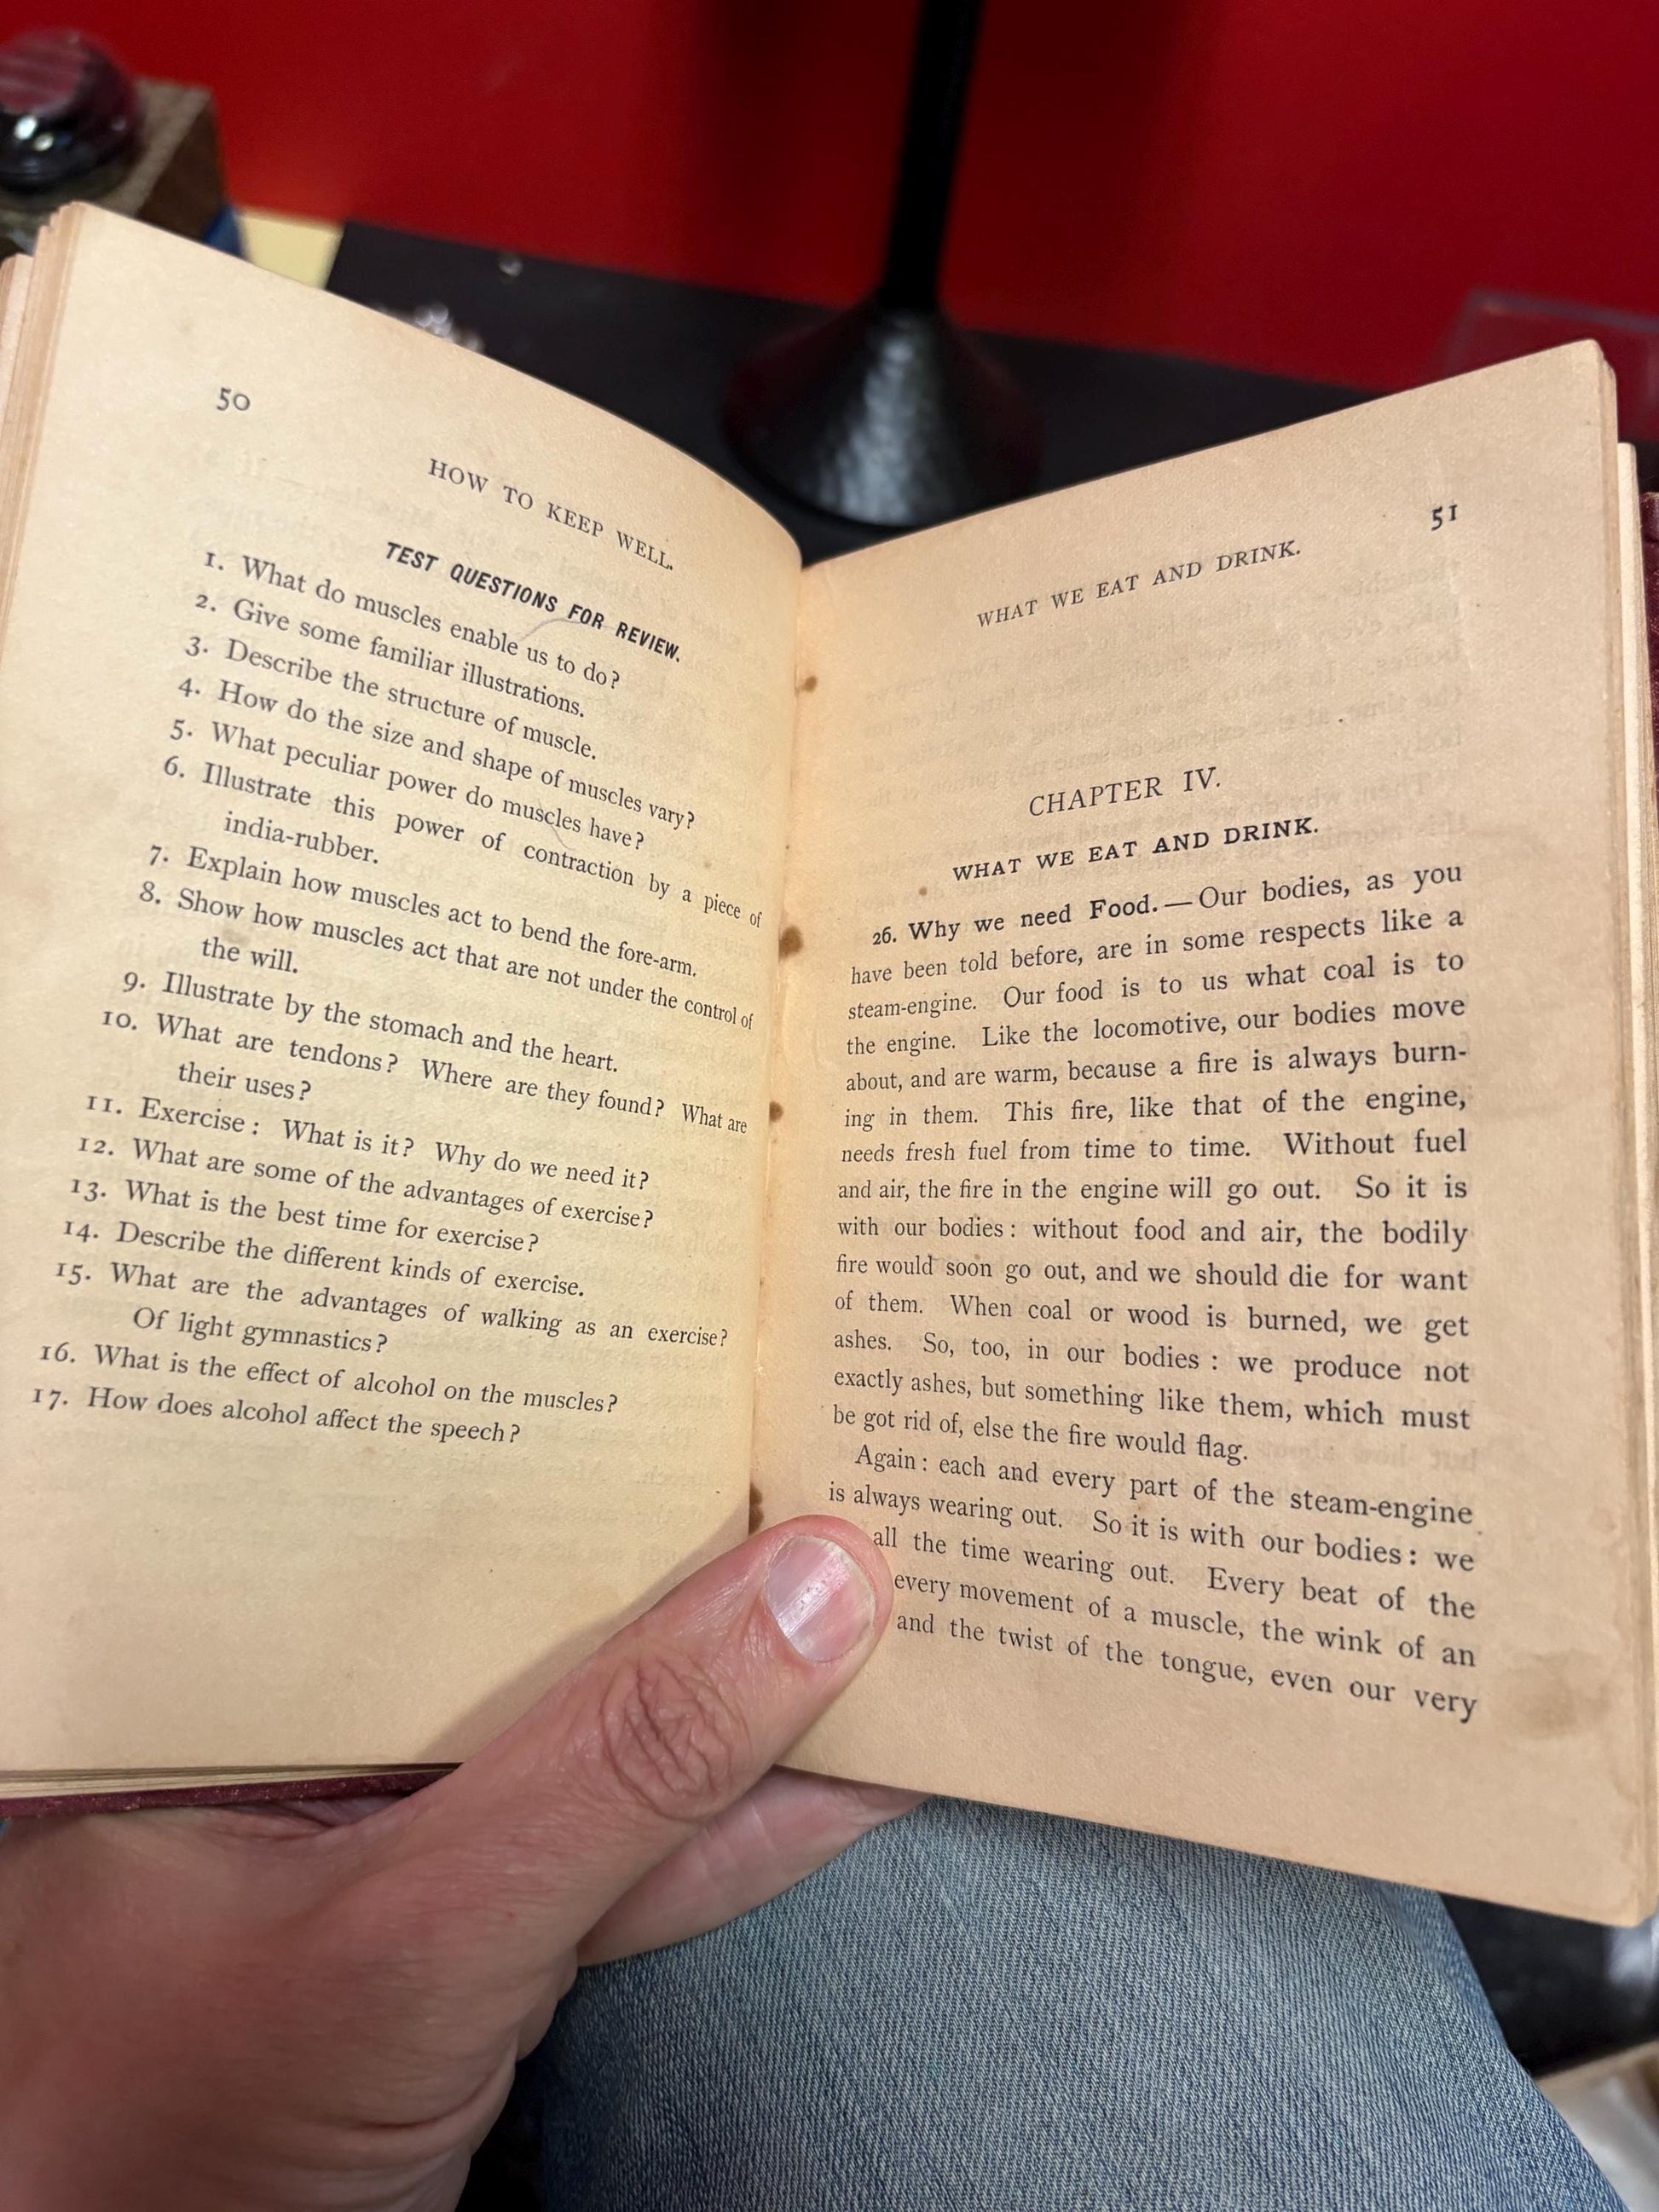 50
HOW TO KEEP WELL.
TEST QUESTIONS FOR REVIEW.
1. What do muscles enable us to do?
2. Give some familiar illustrations.
3. Describe the structure of muscle.
4. How do the size and shape of muscles vary?
5. What peculiar power do muscles have?
6. Illustrate this power of contraction by a piece of
india-rubber.
7. Explain how muscles act to bend the fore-arm.
8. Show how muscles act that are not under the control of
the will.
9. Illustrate by the stomach and the heart.
10. What are tendons? Where are they found? What are
their uses?
11. Exercise: What is it? Why do we need it?
12. What are some of the advantages of exercise?
13. What is the best time for exercise?
14. Describe the different kinds of exercise.
15. What are the advantages of walking as an exercise?
Of light gymnastics?
16. What is the effect of alcohol on the muscles?
17. How does alcohol affect the speech?
WHAT WE EAT AND DRINK.
51
CHAPTER IV.
WHAT WE EAT AND DRINK.
26. Why we need Food.—Our bodies, as you
have been told before, are in some respects like a
steam-engine. Our food is to us what coal is to
the engine. Like the locomotive, our bodies move
about, and are warm, because a fire is always burn-
ing in them. This fire, like that of the engine,
needs fresh fuel from time to time. Without fuel
and air, the fire in the engine will go out. So it is
with our bodies: without food and air, the bodily
fire would soon go out, and we should die for want
of them. When coal or wood is burned, we get
ashes. So, too, in our bodies: we produce not
exactly ashes, but something like them, which must
be got rid of, else the fire would flag.
Again: each and every part of the steam-engine
is always wearing out. So it is with our bodies: we
all the time wearing out. Every beat of the
every movement of a muscle, the wink of an
and the twist of the tongue, even our very